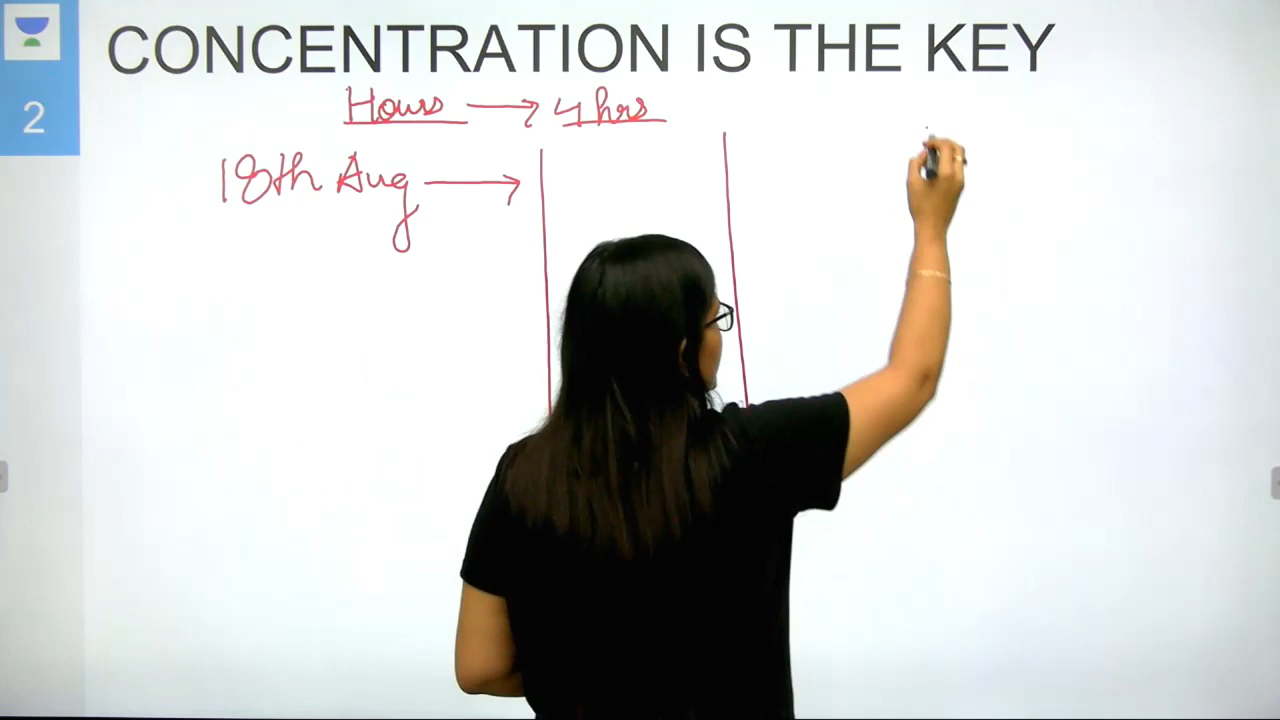 CONCENTRATION IS THE KEY
2
Hours → 4 hrs
18th Aug →